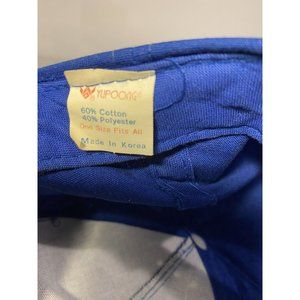 YUPOONG
60% Cotton
40% Polyester
One Size Fits All
Made In Korea